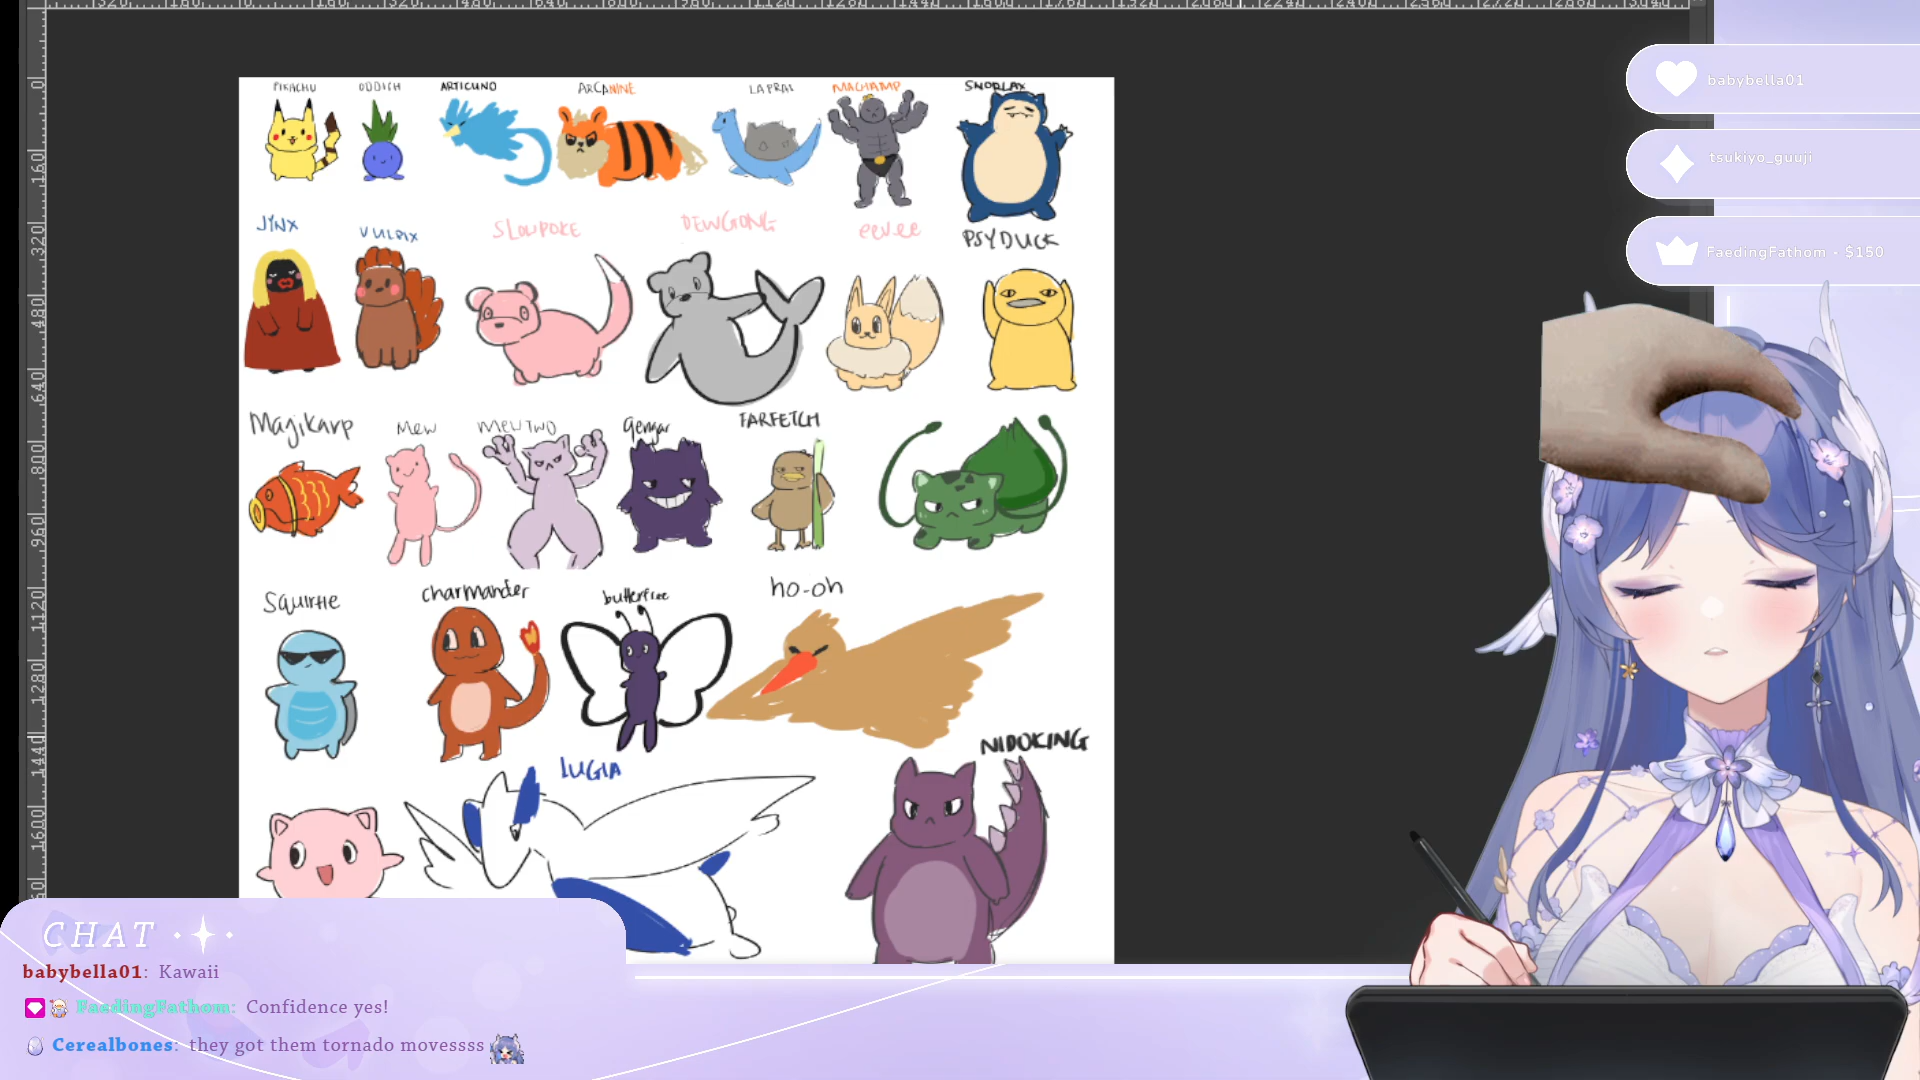 PIKACHU ODDICH ARTICUNO ARCANINE LAPRAS MACHAMP SNORLAX
JYNX VULPIX SLOWPOKE DEWGONG eevee PSYDUCK
Magikarp Mew MEWTWO Gengar FARFETCH
Squirtle charmander butterfree ho-oh
LUGIA NIDOKING
babybella01
tsukiyo_guuji
FaedingFathom - $150
CHAT
babybella01: Kawaii
FaedingFathom: Confidence yes!
Cerealbones: they got them tornado movessss